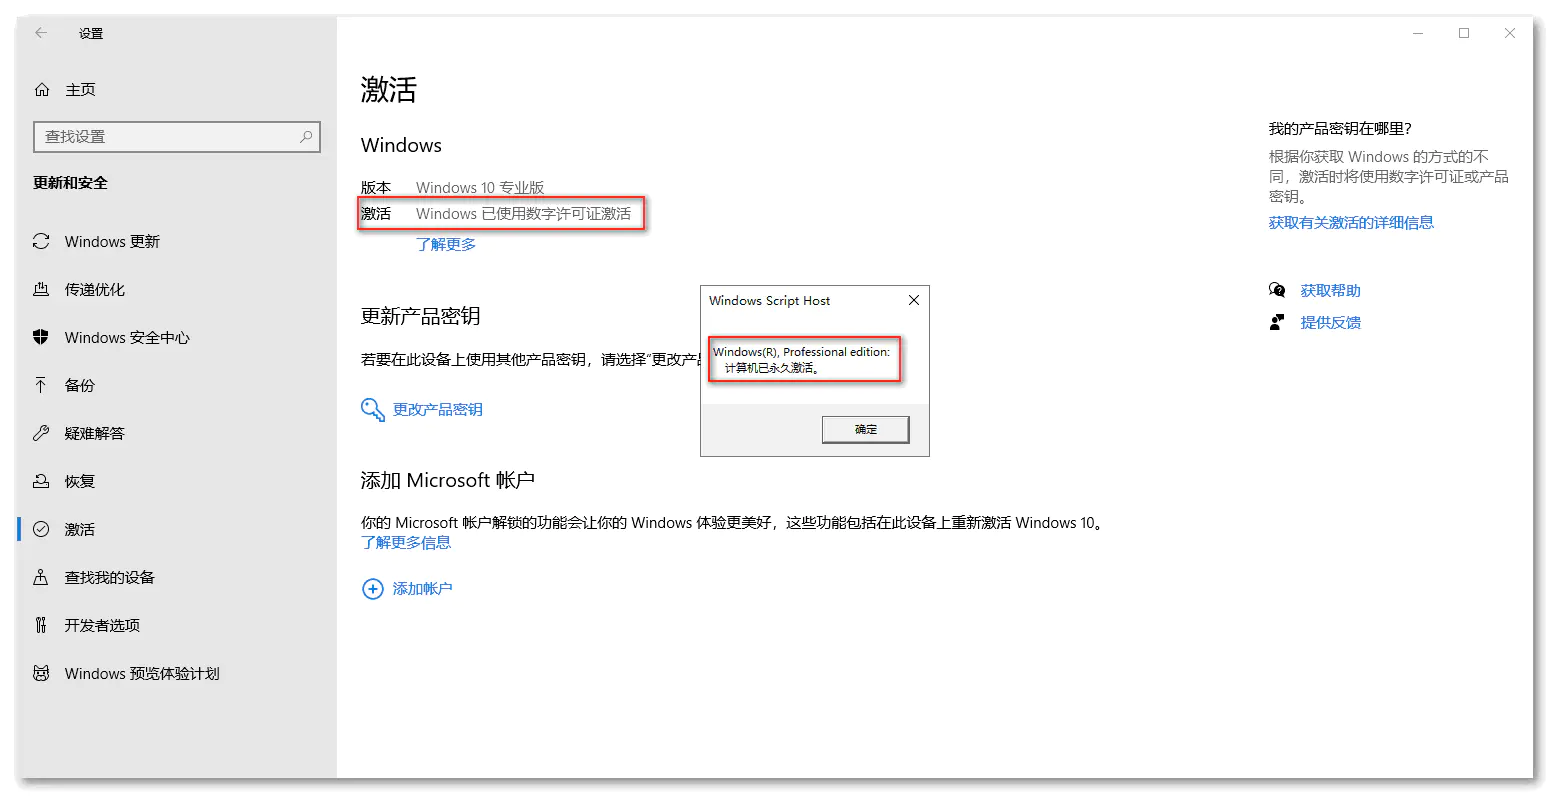 设置
主页
查找设置
更新和安全
Windows 更新
传递优化
Windows 安全中心
备份
疑难解答
恢复
激活
查找我的设备
开发者选项
Windows 预览体验计划
激活
Windows
版本 Windows 10 专业版
激活 Windows 已使用数字许可证激活
了解更多
更新产品密钥
若要在此设备上使用其他产品密钥，请选择“更改产
更改产品密钥
添加 Microsoft 帐户
你的 Microsoft 帐户解锁的功能会让你的 Windows 体验更美好，这些功能包括在此设备上重新激活 Windows 10。
了解更多信息
添加帐户
Windows Script Host
Windows(R), Professional edition:
计算机已永久激活。
确定
我的产品密钥在哪里?
根据你获取 Windows 的方式的不
同，激活时将使用数字许可证或产品
密钥。
获取有关激活的详细信息
获取帮助
提供反馈